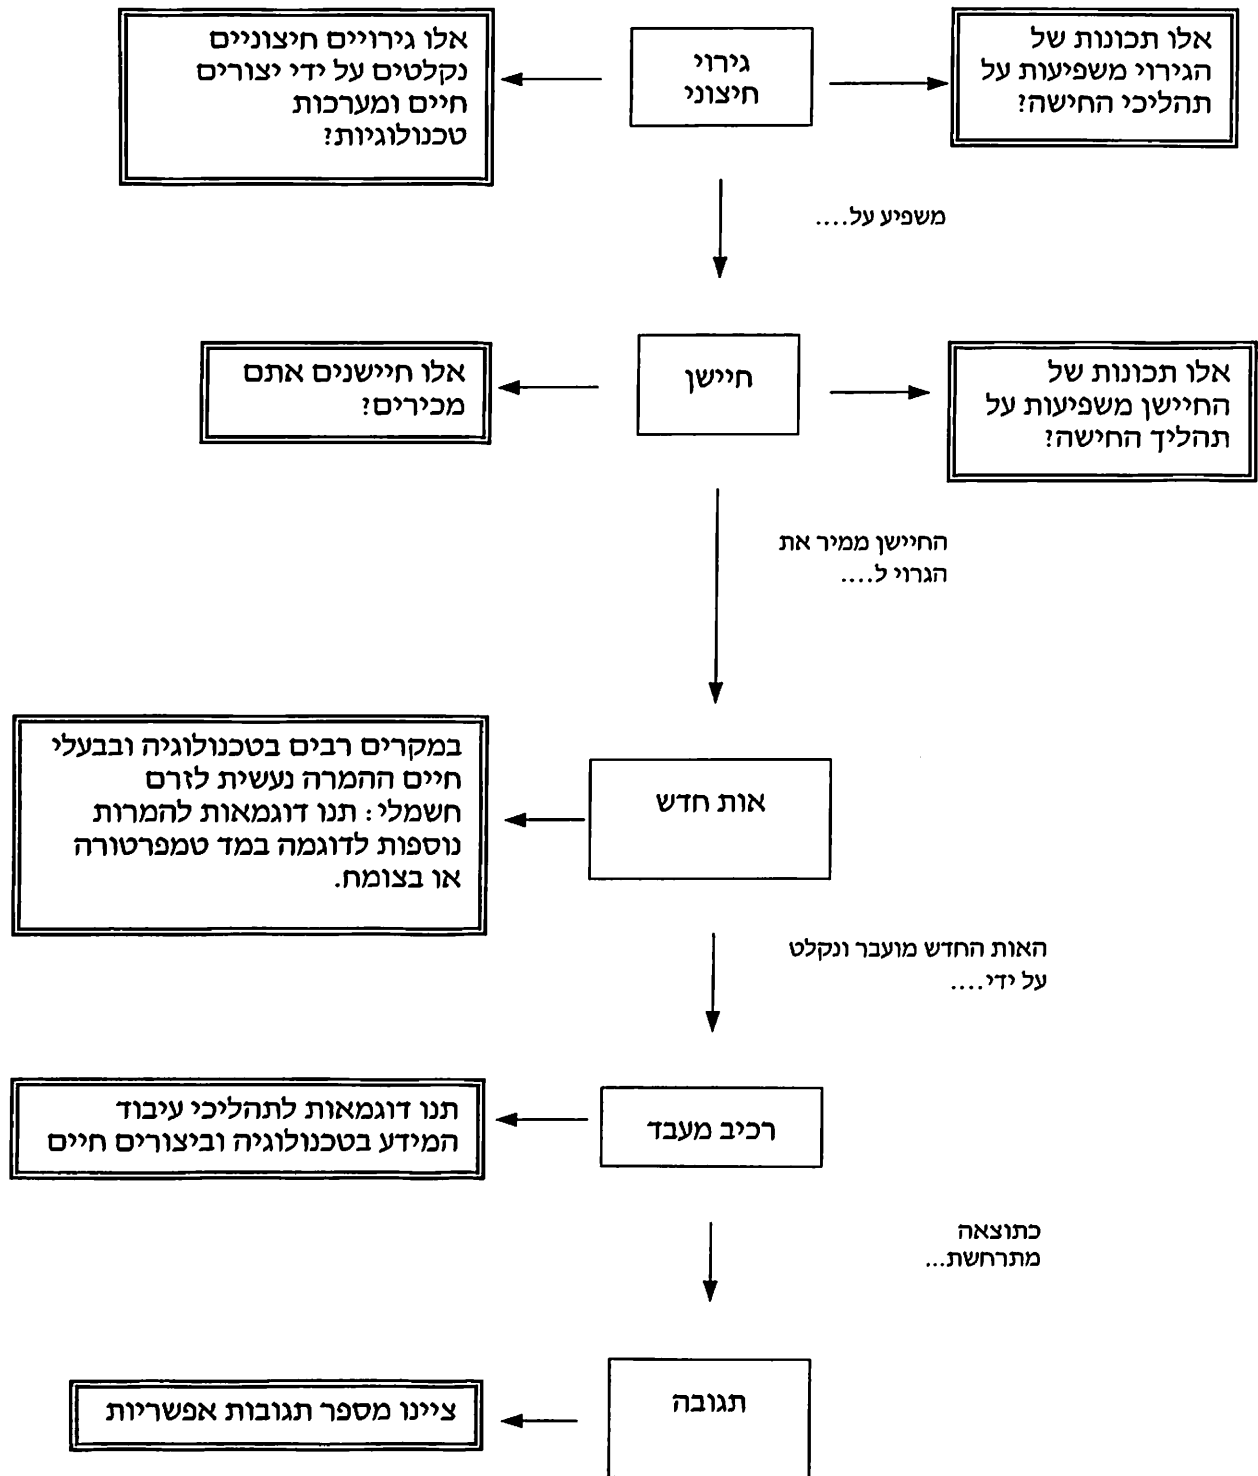 אלו תכונות של
הגירוי משפיעות על
תהליכי החישה?
גירוי
חיצוני
אלו גירויים חיצוניים
נקלטים על ידי יצורים
חיים ומערכות
טכנולוגיות?
משפיע על....
אלו תכונות של
החיישן משפיעות על
תהליך החישה?
חיישן
אלו חיישנים אתם
מכירים?
החיישן ממיר את
הגרוי ל....
אות חדש
במקרים רבים בטכנולוגיה ובבעלי
חיים ההמרה נעשית לזרם
חשמלי: תנו דוגמאות להמרות
נוספות לדוגמה במד טמפרטורה
או בצומח.
האות החדש מועבר ונקלט
על ידי....
רכיב מעבד
תנו דוגמאות לתהליכי עיבוד
המידע בטכנולוגיה וביצורים חיים
כתוצאה
מתרחשת...
תגובה
ציינו מספר תגובות אפשריות